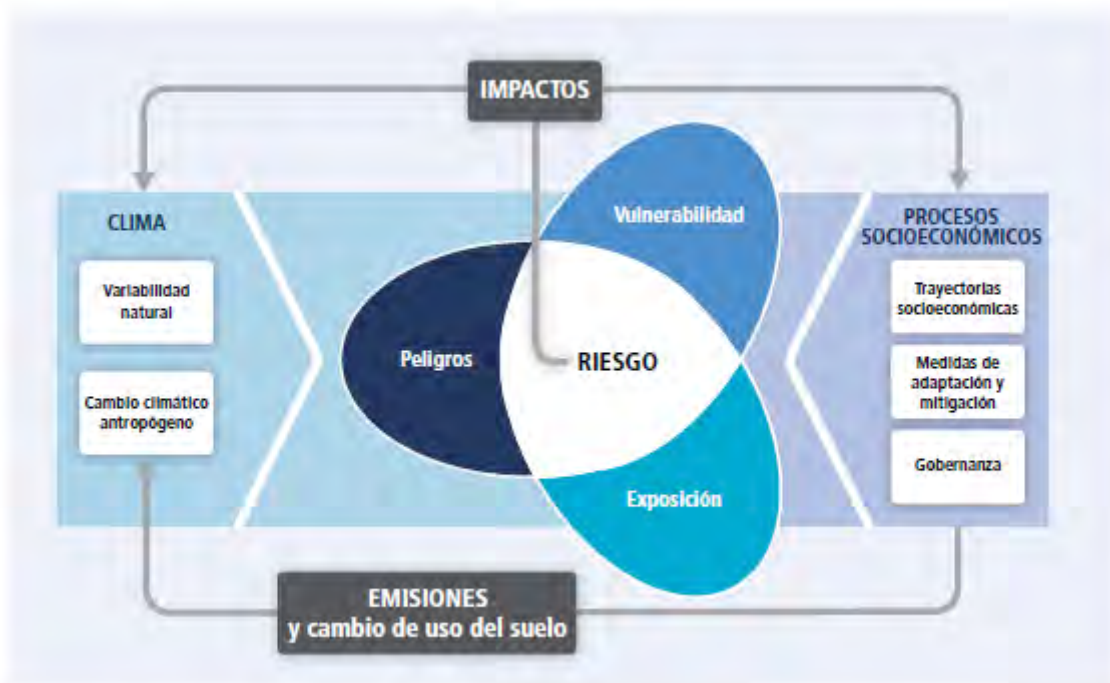 IMPACTOS
CLIMA
Variabilidad
natural
Cambio climático
antropógeno
Vulnerabilidad
Peligros
RIESGO
Exposición
PROCESOS
SOCIOECONÓMICOS
Trayectorias
socioeconómicas
Medidas de
adaptación y
mitigación
Gobernanza
EMISIONES
y cambio de uso del suelo